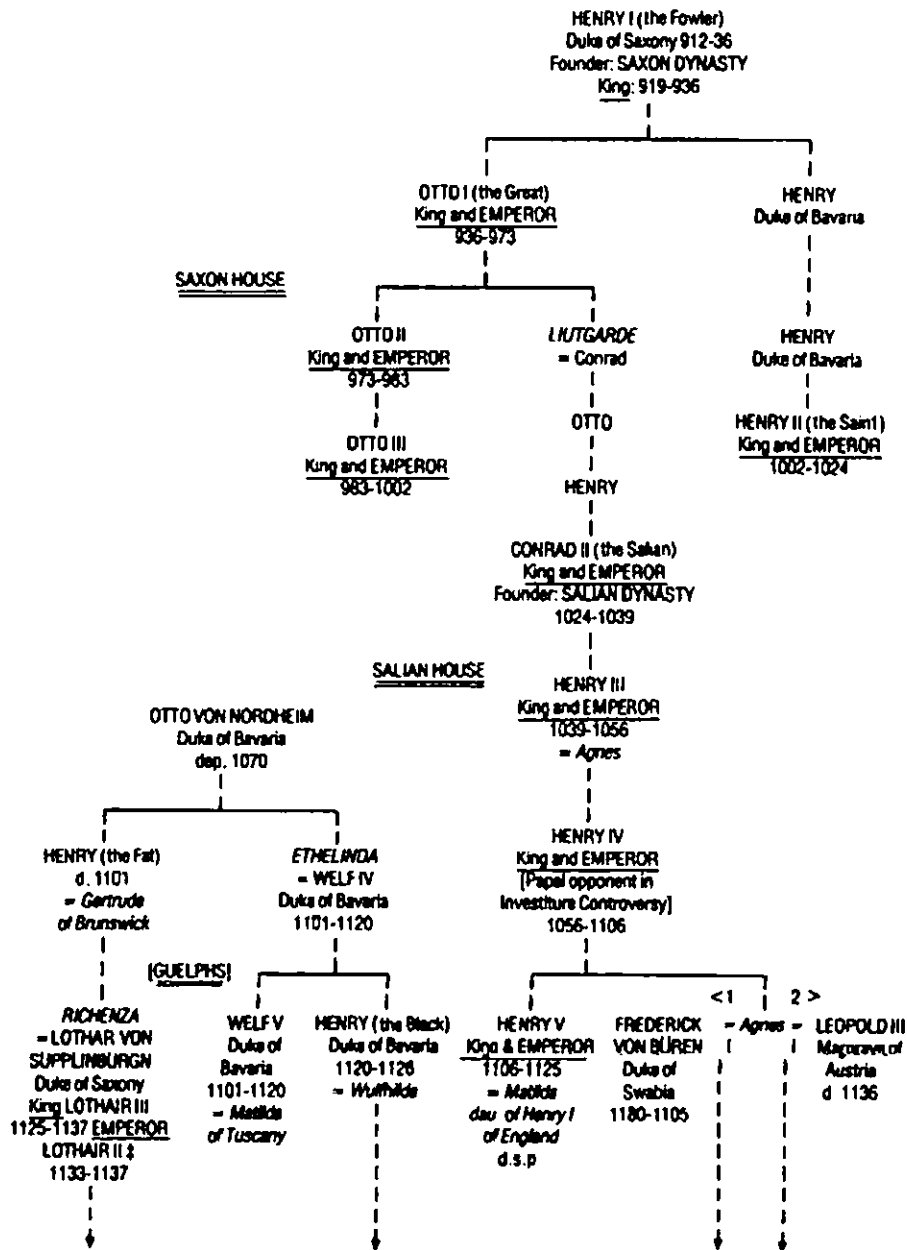 HENRY I (the Fowler)
Duke of Saxony 912-36
Founder: SAXON DYNASTY
King: 919-936
OTTO I (the Great)
King and EMPEROR
936-973
HENRY
Duke of Bavaria
SAXON HOUSE
OTTO II
King and EMPEROR
973-983
LIUTGARDE
= Conrad
HENRY
Duke of Bavaria
OTTO III
King and EMPEROR
983-1002
OTTO
HENRY II (the Saint)
King and EMPEROR
1002-1024
HENRY
CONRAD II (the Salian)
King and EMPEROR
Founder: SALIAN DYNASTY
1024-1039
SALIAN HOUSE
HENRY III
King and EMPEROR
1039-1056
= Agnes
OTTO VON NORDHEIM
Duke of Bavaria
dep. 1070
HENRY (the Fat)
d. 1101
= Gertrude
of Brunswick
ETHELINDA
= WELF IV
Duke of Bavaria
1101-1120
HENRY IV
King and EMPEROR
[Papal opponent in
Investiture Controversy]
1056-1106
[GUELPHS]
RICHENZA
= LOTHAR VON
SUPPLINBURGN
Duke of Saxony
King LOTHAIR III
1125-1137 EMPEROR
LOTHAIR II ‡
1133-1137
WELF V
Duke of
Bavaria
1101-1120
= Matilda
of Tuscany
HENRY (the Black)
Duke of Bavaria
1120-1126
= Wulfhilde
HENRY V
King & EMPEROR
1106-1125
= Matilda
dau of Henry I
of England
d.s.p
FREDERICK
VON BÜREN
Duke of
Swabia
1180-1105
<1 2 >
= Agnes =
LEOPOLD III
Margrave of
Austria
d 1136